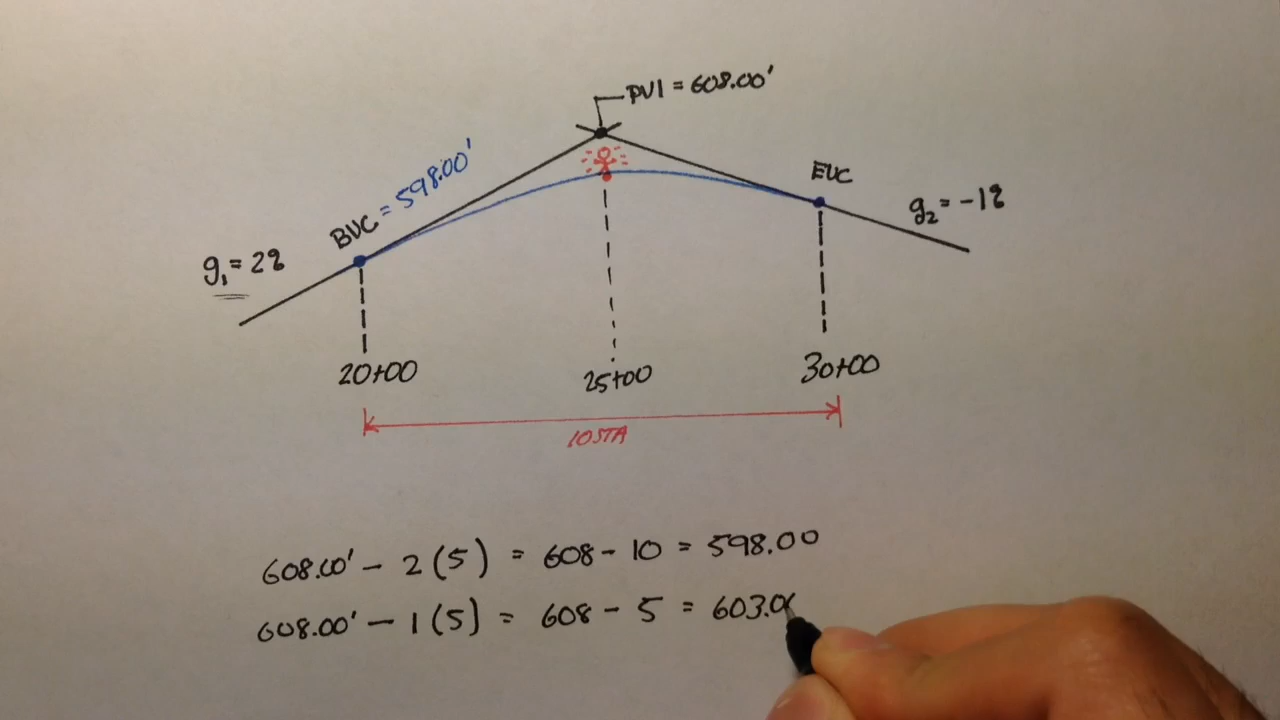 PVI = 608.00'
EVC
BVC = 598.00'
g₂ = -1%
g₁ = 2%
20+00
25+00
30+00
10 STA
608.00' - 2(5) = 608 - 10 = 598.00
608.00' - 1(5) = 608 - 5 = 603.00